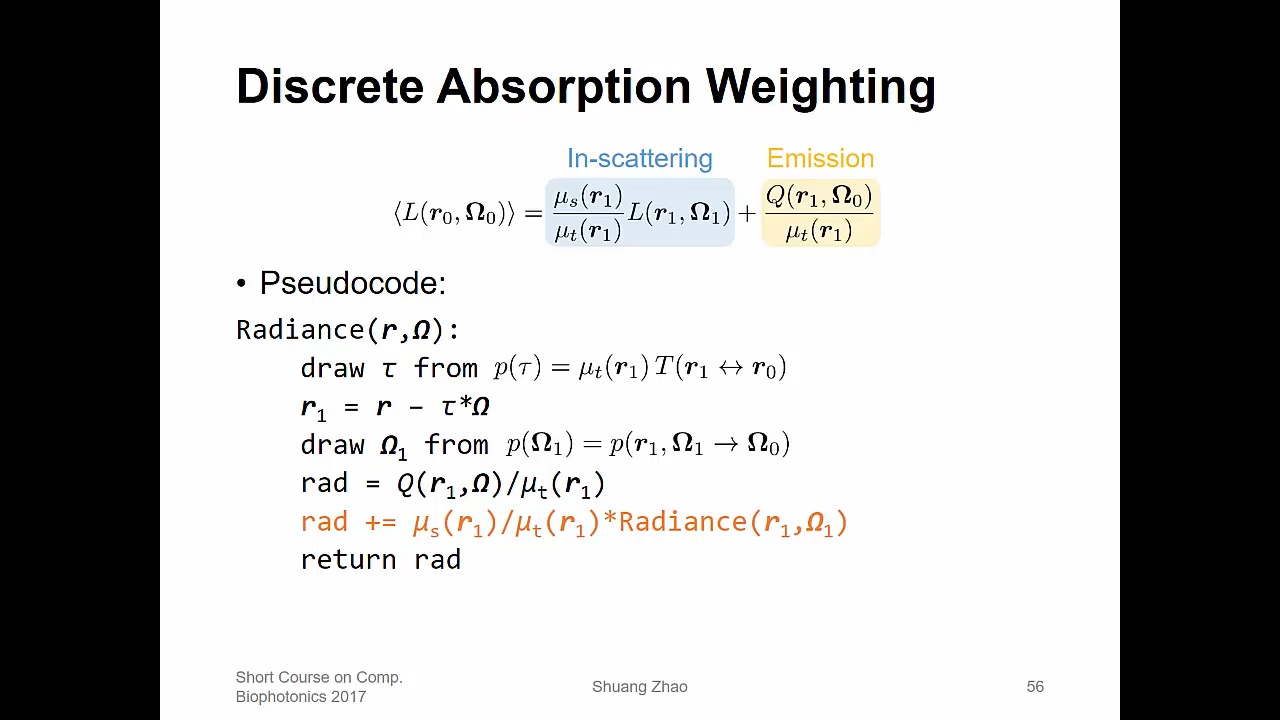 Discrete Absorption Weighting
In-scattering Emission
⟨L(r₀, Ω₀)⟩ = μₛ(r₁)/μₜ(r₁) L(r₁, Ω₁) + Q(r₁, Ω₀)/μₜ(r₁)
• Pseudocode:
Radiance(r,Ω):
draw τ from p(τ) = μₜ(r₁) T(r₁ ↔ r₀)
r₁ = r – τ*Ω
draw Ω₁ from p(Ω₁) = p(r₁, Ω₁ → Ω₀)
rad = Q(r₁,Ω)/μₜ(r₁)
rad += μₛ(r₁)/μₜ(r₁)*Radiance(r₁,Ω₁)
return rad
Short Course on Comp.
Biophotonics 2017
Shuang Zhao
56